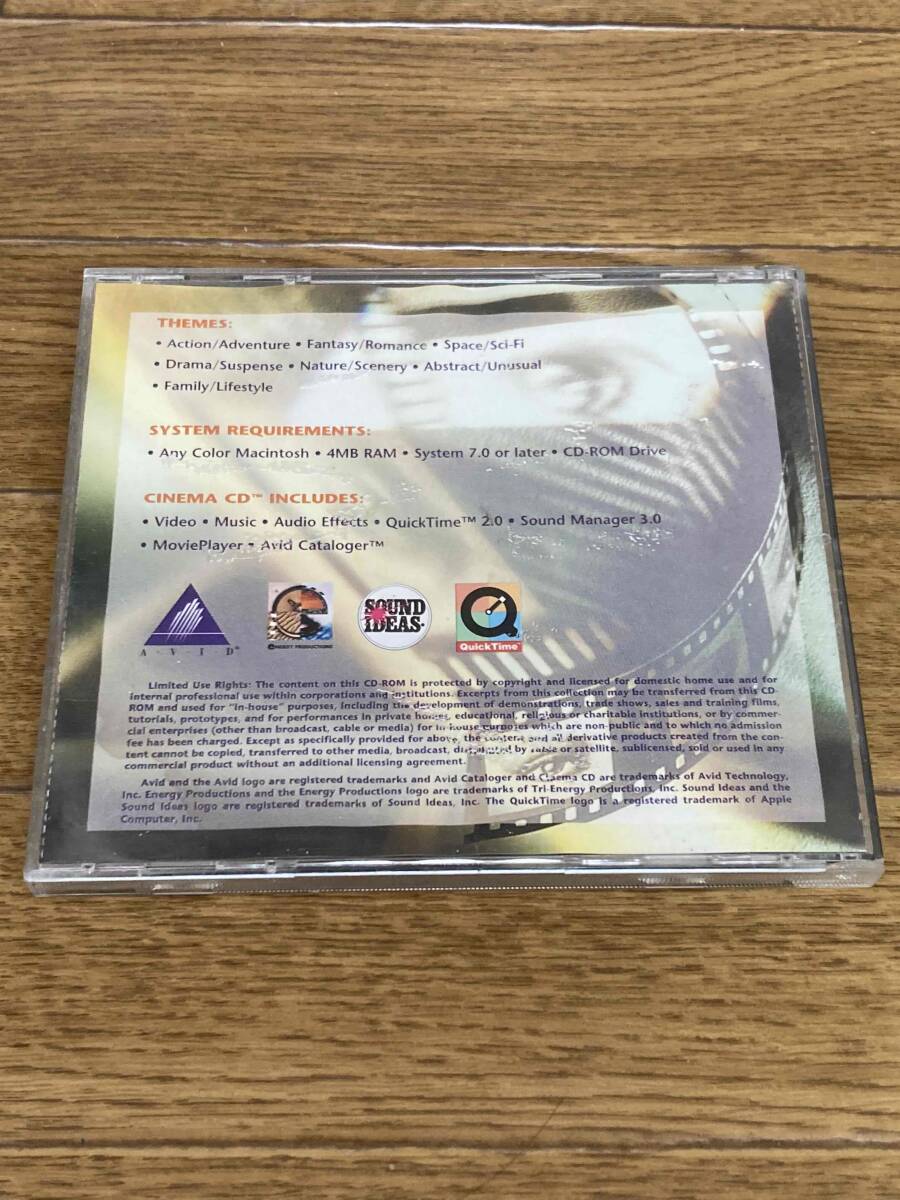 THEMES:
• Action/Adventure • Fantasy/Romance • Space/Sci-Fi
• Drama/Suspense • Nature/Scenery • Abstract/Unusual
• Family/Lifestyle
SYSTEM REQUIREMENTS:
• Any Color Macintosh • 4MB RAM • System 7.0 or later • CD-ROM Drive
CINEMA CD™ INCLUDES:
• Video • Music • Audio Effects • QuickTime™ 2.0 • Sound Manager 3.0
• MoviePlayer • Avid Cataloger™
A·V·I·D®
ENERGY PRODUCTIONS
SOUND
IDEAS
QuickTime™
Limited Use Rights: The content on this CD-ROM is protected by copyright and licensed for domestic home use and for
internal professional use within corporations and institutions. Excerpts from this collection may be transferred from this CD-
ROM and used for "in-house" purposes, including the development of demonstrations, trade shows, sales and training films,
tutorials, prototypes, and for performances in private homes, educational, religious or charitable institutions, or by commer-
cial enterprises (other than broadcast, cable or media) for in-house purposes which are non-public and to which no admission
fee has been charged. Except as specifically provided for above, the content and all derivative products created from the con-
tent cannot be copied, transferred to other media, broadcast, distributed by cable or satellite, sublicensed, sold or used in any
commercial product without an additional licensing agreement.
Avid and the Avid logo are registered trademarks and Avid Cataloger and Cinema CD are trademarks of Avid Technology,
Inc. Energy Productions and the Energy Productions logo are trademarks of Tri-Energy Productions, Inc. Sound Ideas and the
Sound Ideas logo are registered trademarks of Sound Ideas, Inc. The QuickTime logo is a registered trademark of Apple
Computer, Inc.